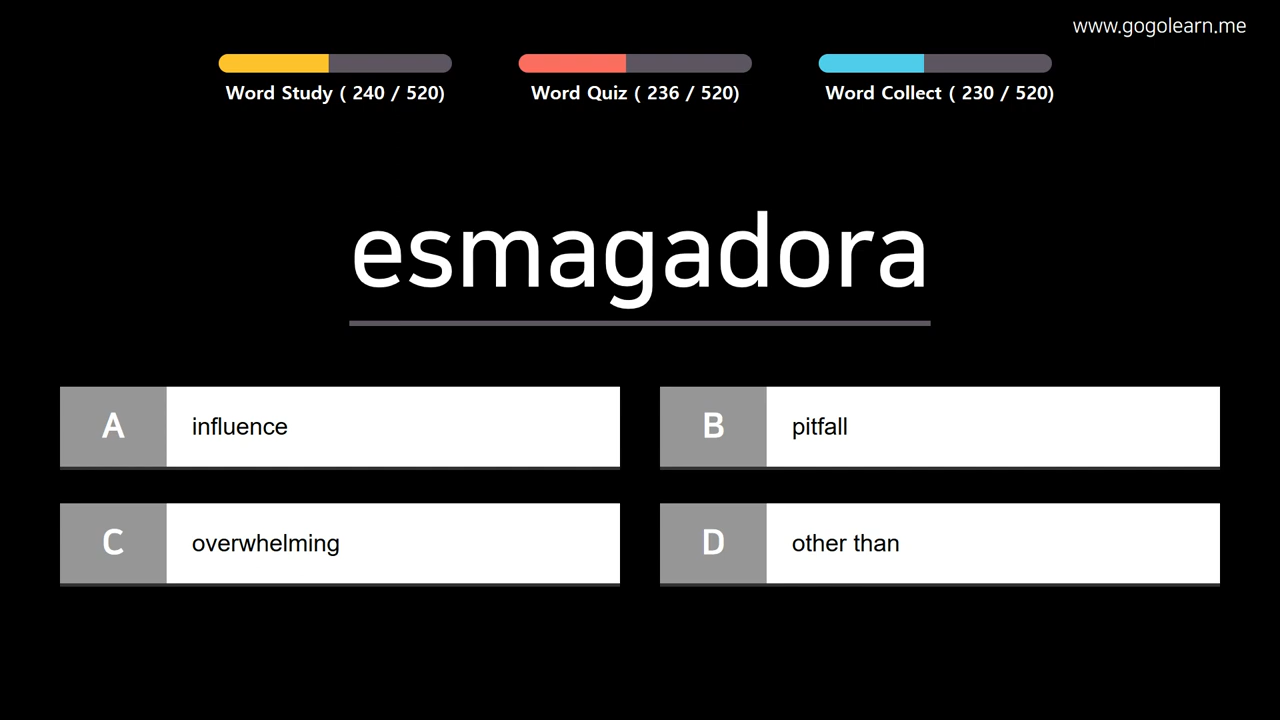 www.gogolearn.me
Word Study ( 240 / 520)
Word Quiz ( 236 / 520)
Word Collect ( 230 / 520)
esmagadora
A influence
B pitfall
C overwhelming
D other than